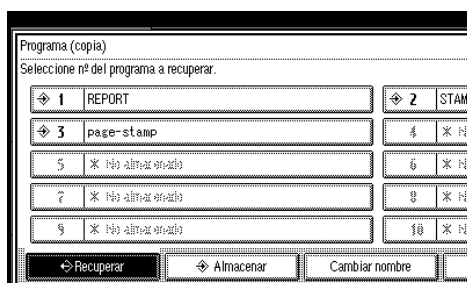 Programa (copia)
Seleccione nº del programa a recuperar.
1 REPORT
2 STAM
3 page-stamp
4 * N
5 * No almacenado
6 * N
7 * No almacenado
8 * N
9 * No almacenado
10 * N
Recuperar
Almacenar
Cambiar nombre